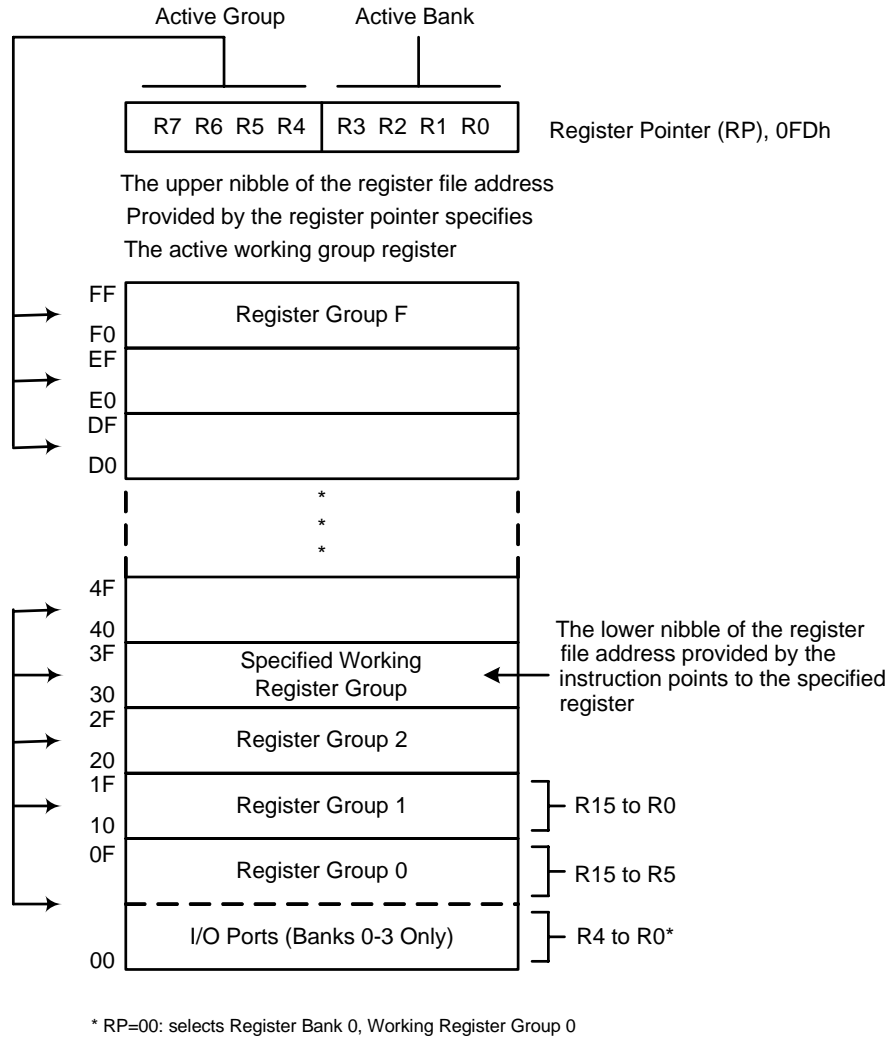 Active Group Active Bank
R7 R6 R5 R4 R3 R2 R1 R0 Register Pointer (RP), 0FDh
The upper nibble of the register file address
Provided by the register pointer specifies
The active working group register
FF
Register Group F
F0
EF
E0
DF
D0
*
*
*
4F
40
3F
Specified Working
Register Group
30
The lower nibble of the register
file address provided by the
instruction points to the specified
register
2F
Register Group 2
20
1F
Register Group 1
R15 to R0
10
0F
Register Group 0
R15 to R5
I/O Ports (Banks 0-3 Only)
R4 to R0*
00
* RP=00: selects Register Bank 0, Working Register Group 0